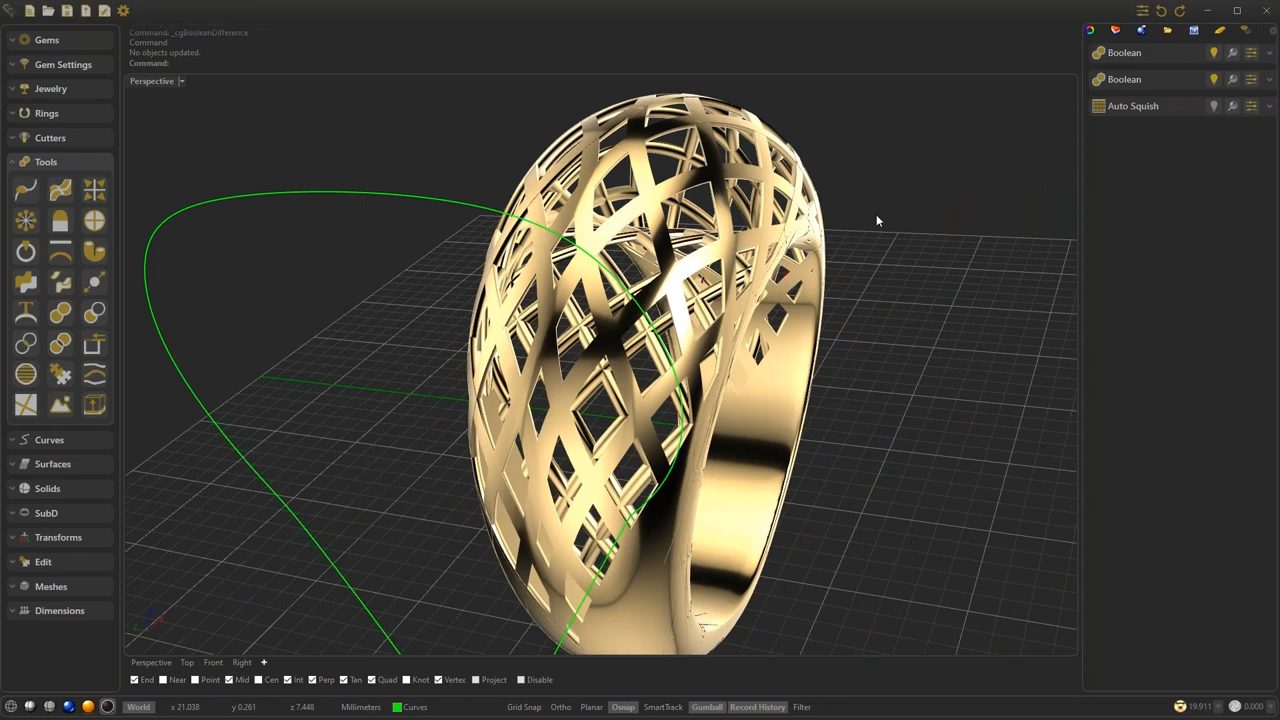 Command: _cgBooleanDifference
Command
No objects updated.
Command:
Perspective
Gems
Gem Settings
Jewelry
Rings
Cutters
Tools
Curves
Surfaces
Solids
SubD
Transforms
Edit
Meshes
Dimensions
Boolean
Boolean
Auto Squish
Perspective Top Front Right
End Near Point Mid Cen Int Perp Tan Quad Knot Vertex Project Disable
World x 21.038 y 0.261 z 7.448 Millimeters Curves Grid Snap Ortho Planar Osnap SmartTrack Gumball Record History Filter 19.911 0.000